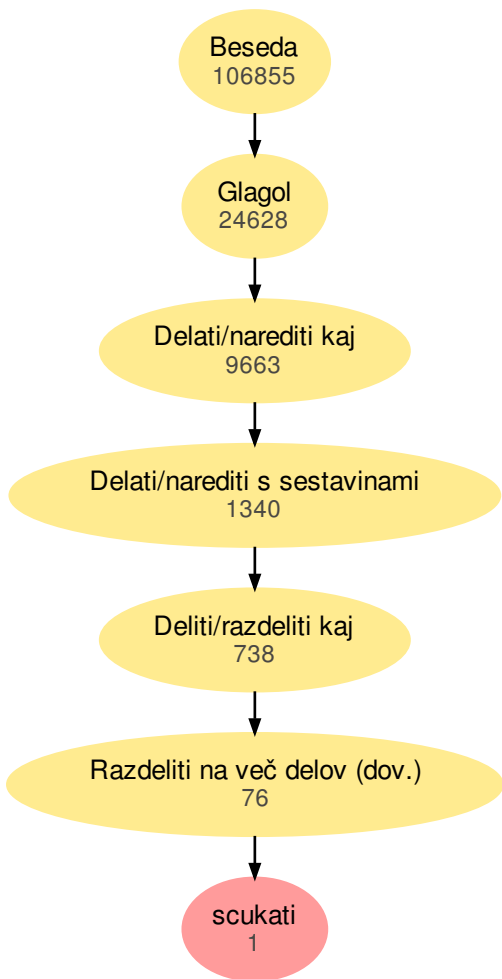 Beseda
106855
Glagol
24628
Delati/narediti kaj
9663
Delati/narediti s sestavinami
1340
Deliti/razdeliti kaj
738
Razdeliti na več delov (dov.)
76
scukati
1